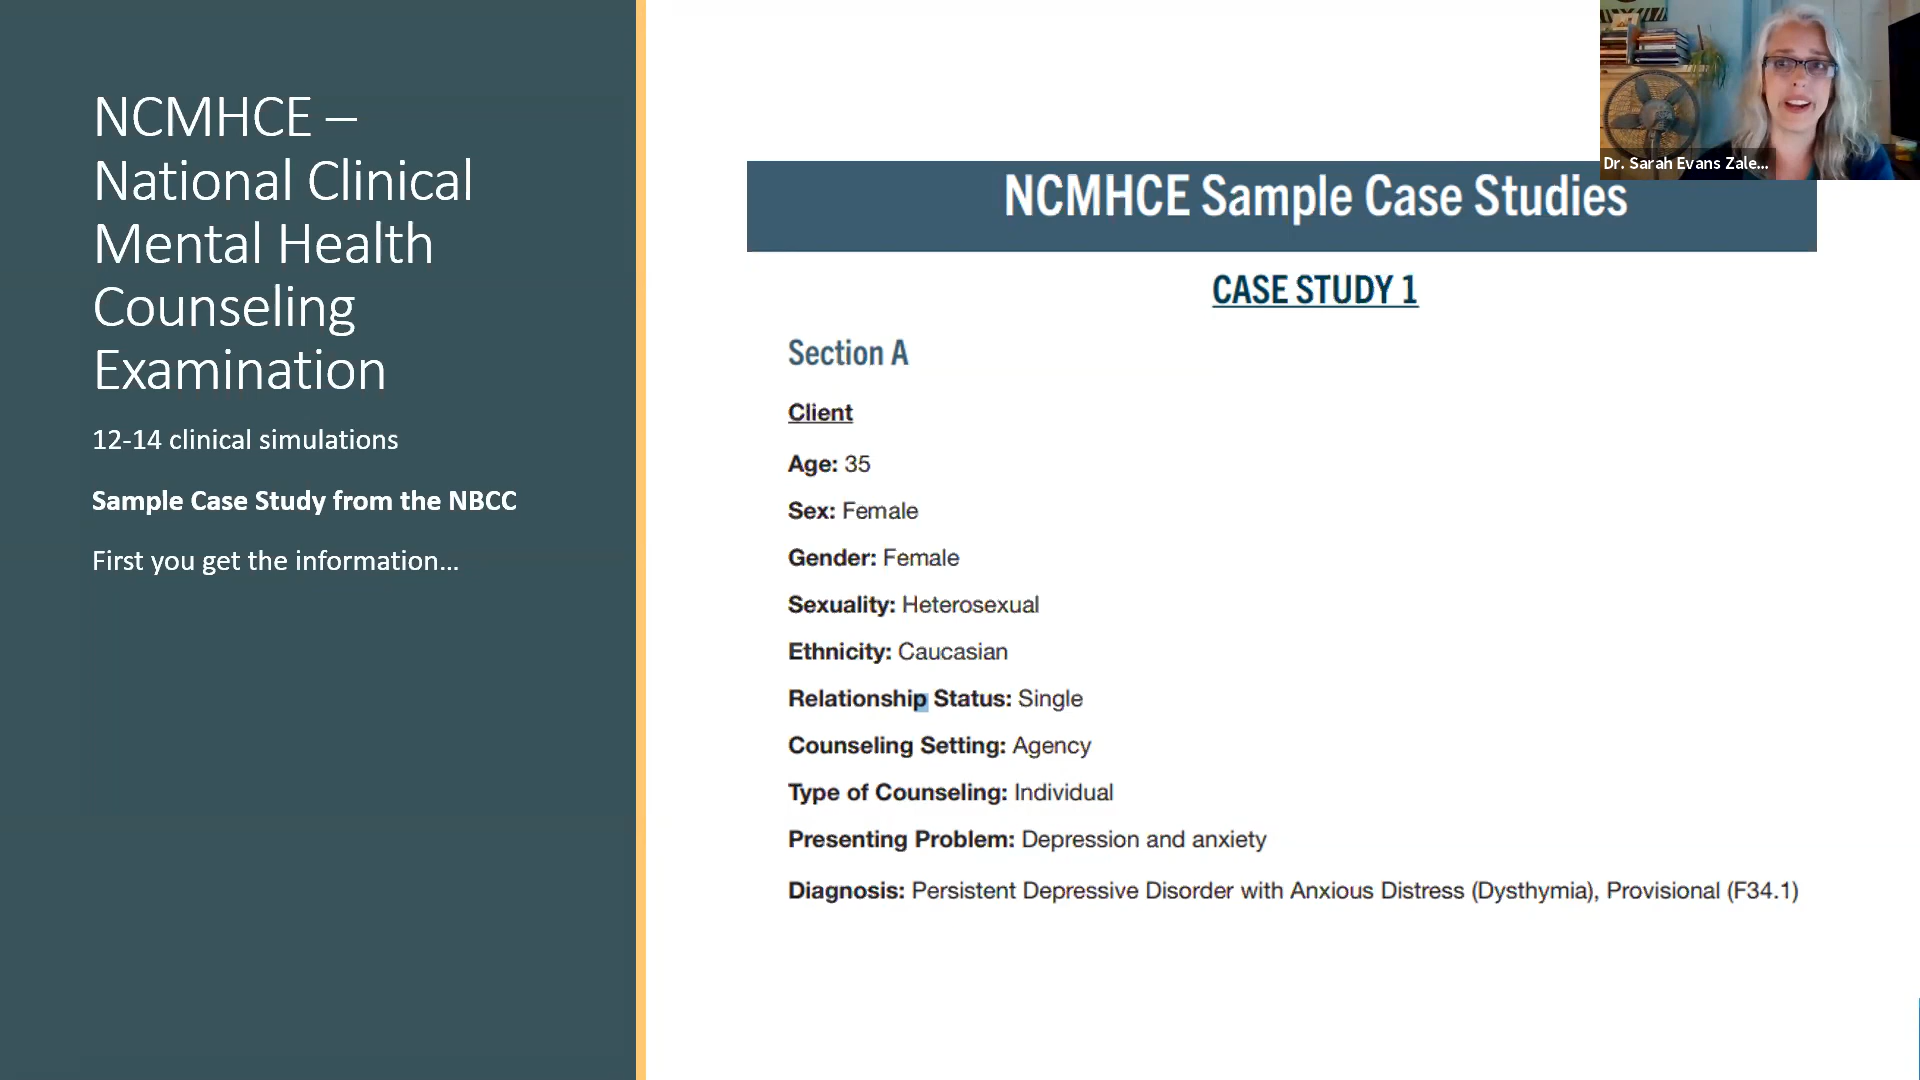 NCMHCE –
National Clinical
Mental Health
Counseling
Examination
12-14 clinical simulations
Sample Case Study from the NBCC
First you get the information…
Dr. Sarah Evans Zale...
NCMHCE Sample Case Studies
CASE STUDY 1
Section A
Client
Age: 35
Sex: Female
Gender: Female
Sexuality: Heterosexual
Ethnicity: Caucasian
Relationship Status: Single
Counseling Setting: Agency
Type of Counseling: Individual
Presenting Problem: Depression and anxiety
Diagnosis: Persistent Depressive Disorder with Anxious Distress (Dysthymia), Provisional (F34.1)